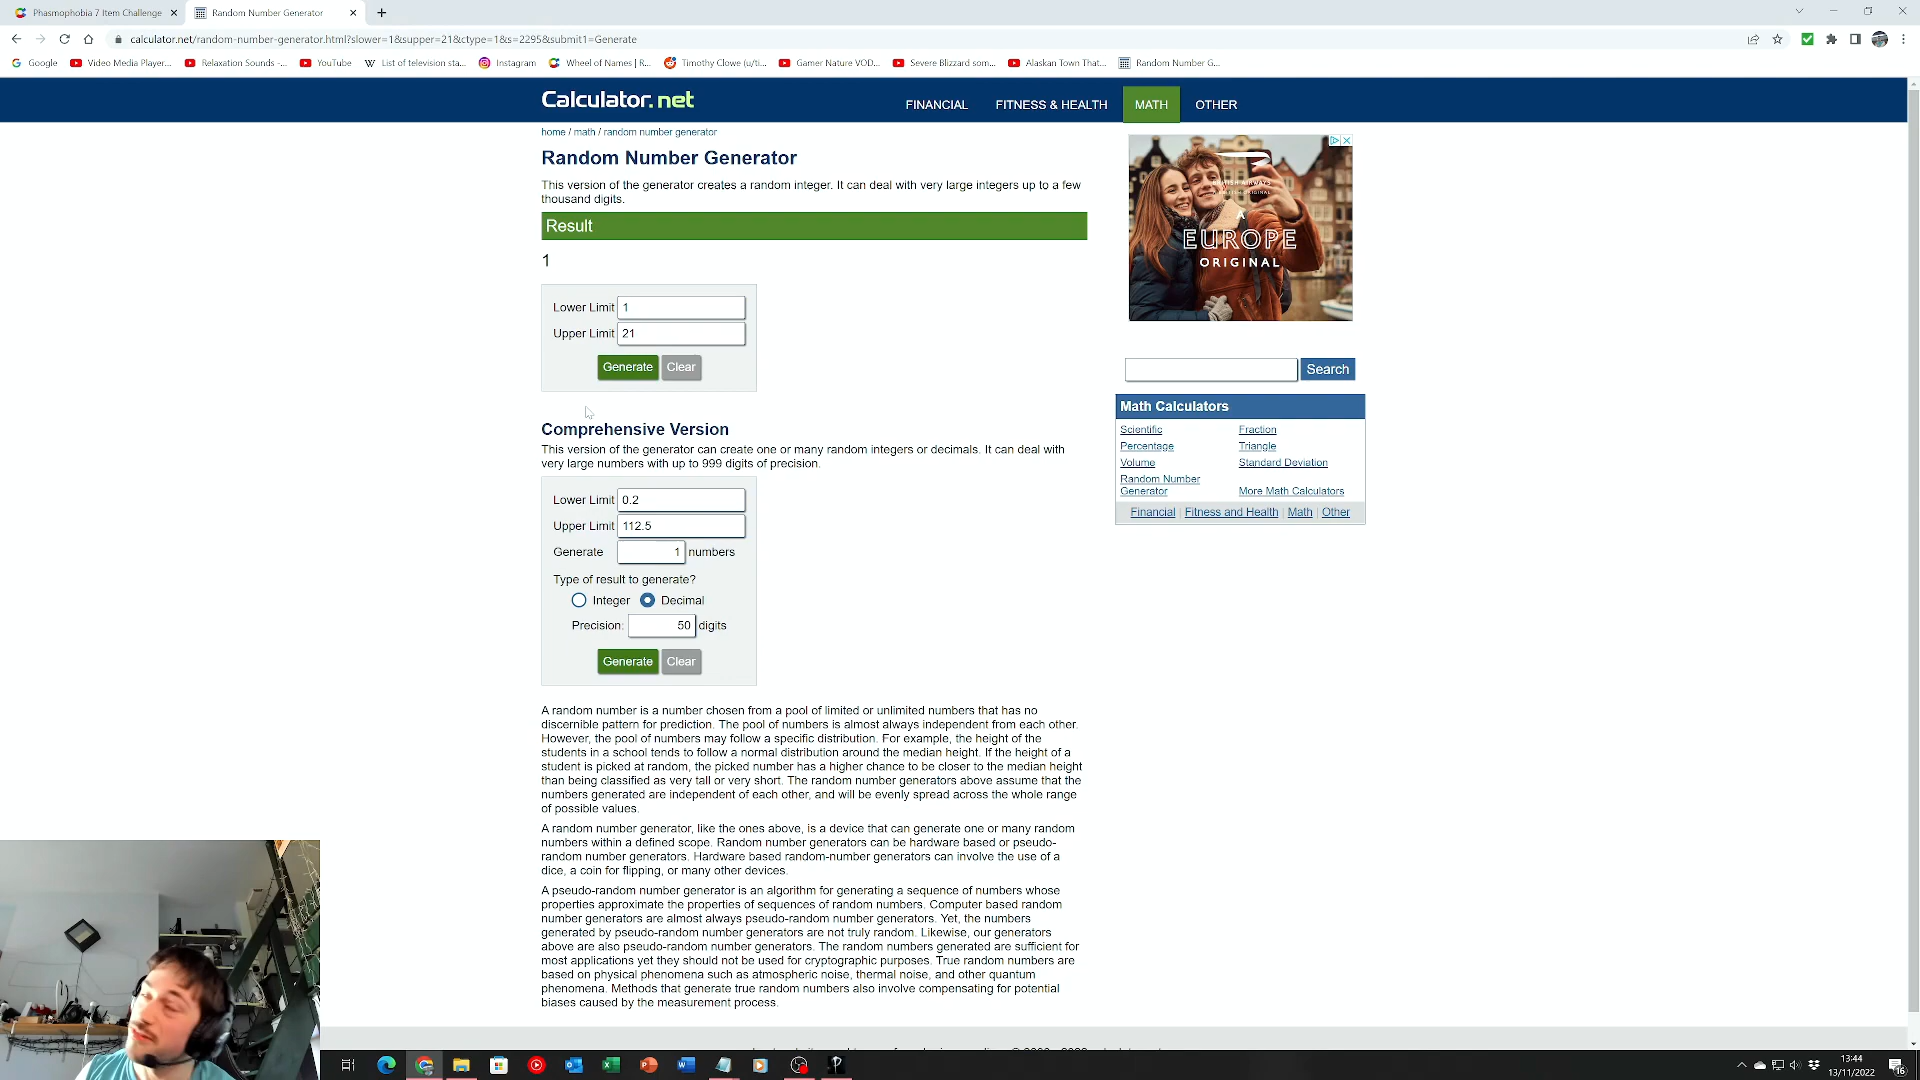 Phasmophobia 7 Item Challenge
Random Number Generator
calculator.net/random-number-generator.html?slower=1&supper=21&ctype=1&s=2295&submit1=Generate
Google
Video Media Player...
Relaxation Sounds -...
YouTube
List of television sta...
Instagram
Wheel of Names | R...
Timothy Clowe (u/ti...
Gamer Nature VOD...
Severe Blizzard som...
Alaskan Town That...
Random Number G...
Calculator.net
FINANCIAL
FITNESS & HEALTH
MATH
OTHER
home / math / random number generator
Random Number Generator
This version of the generator creates a random integer. It can deal with very large integers up to a few
thousand digits.
Result
1
Lower Limit 1
Upper Limit 21
Generate Clear
Comprehensive Version
This version of the generator can create one or many random integers or decimals. It can deal with
very large numbers with up to 999 digits of precision.
Lower Limit 0.2
Upper Limit 112.5
Generate 1 numbers
Type of result to generate?
Integer Decimal
Precision: 50 digits
Generate Clear
A random number is a number chosen from a pool of limited or unlimited numbers that has no
discernible pattern for prediction. The pool of numbers is almost always independent from each other.
However, the pool of numbers may follow a specific distribution. For example, the height of the
students in a school tends to follow a normal distribution around the median height. If the height of a
student is picked at random, the picked number has a higher chance to be closer to the median height
than being classified as very tall or very short. The random number generators above assume that the
numbers generated are independent of each other, and will be evenly spread across the whole range
of possible values.
A random number generator, like the ones above, is a device that can generate one or many random
numbers within a defined scope. Random number generators can be hardware based or pseudo-
random number generators. Hardware based random-number generators can involve the use of a
dice, a coin for flipping, or many other devices.
A pseudo-random number generator is an algorithm for generating a sequence of numbers whose
properties approximate the properties of sequences of random numbers. Computer based random
number generators are almost always pseudo-random number generators. Yet, the numbers
generated by pseudo-random number generators are not truly random. Likewise, our generators
above are also pseudo-random number generators. The random numbers generated are sufficient for
most applications yet they should not be used for cryptographic purposes. True random numbers are
based on physical phenomena such as atmospheric noise, thermal noise, and other quantum
phenomena. Methods that generate true random numbers also involve compensating for potential
biases caused by the measurement process.
BRITISH AIRWAYS
A BRITISH ORIGINAL
A
EUROPE
ORIGINAL
Search
Math Calculators
Scientific Fraction
Percentage Triangle
Volume Standard Deviation
Random Number
Generator More Math Calculators
Financial | Fitness and Health | Math | Other
13:44
13/11/2022
16